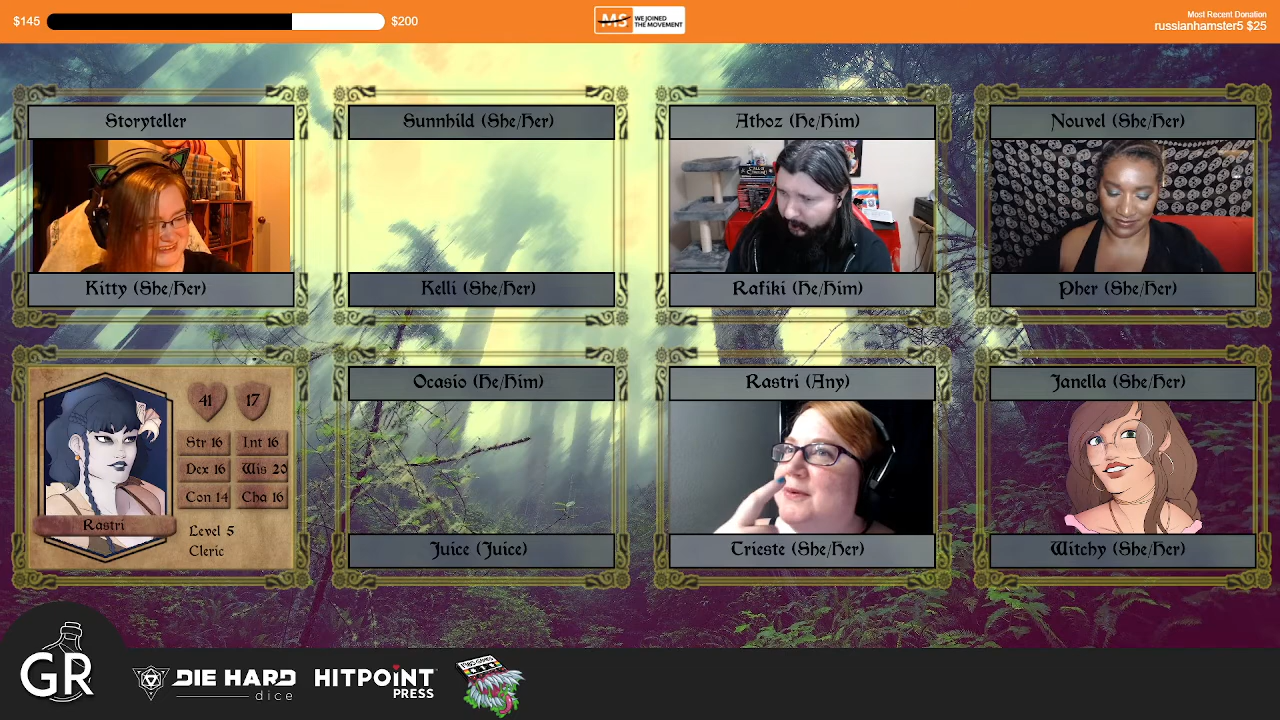 $145
$200
MS
WE JOINED
THE MOVEMENT
Most Recent Donation
russianhamster5 $25
Storyteller
Kitty (She/Her)
Sunnhild (She/Her)
Kelli (She/Her)
Athoz (He/Him)
Rafiki (He/Him)
Nouvel (She/Her)
Pher (She/Her)
41
17
Str 16
Int 16
Dex 16
Wis 20
Con 14
Cha 16
Rastri
Level 5
Cleric
Ocasio (He/Him)
Juice (Juice)
Rastri (Any)
Trieste (She/Her)
Janella (She/Her)
Witchy (She/Her)
GR
DIE HARD
dice
HITPOINT
PRESS